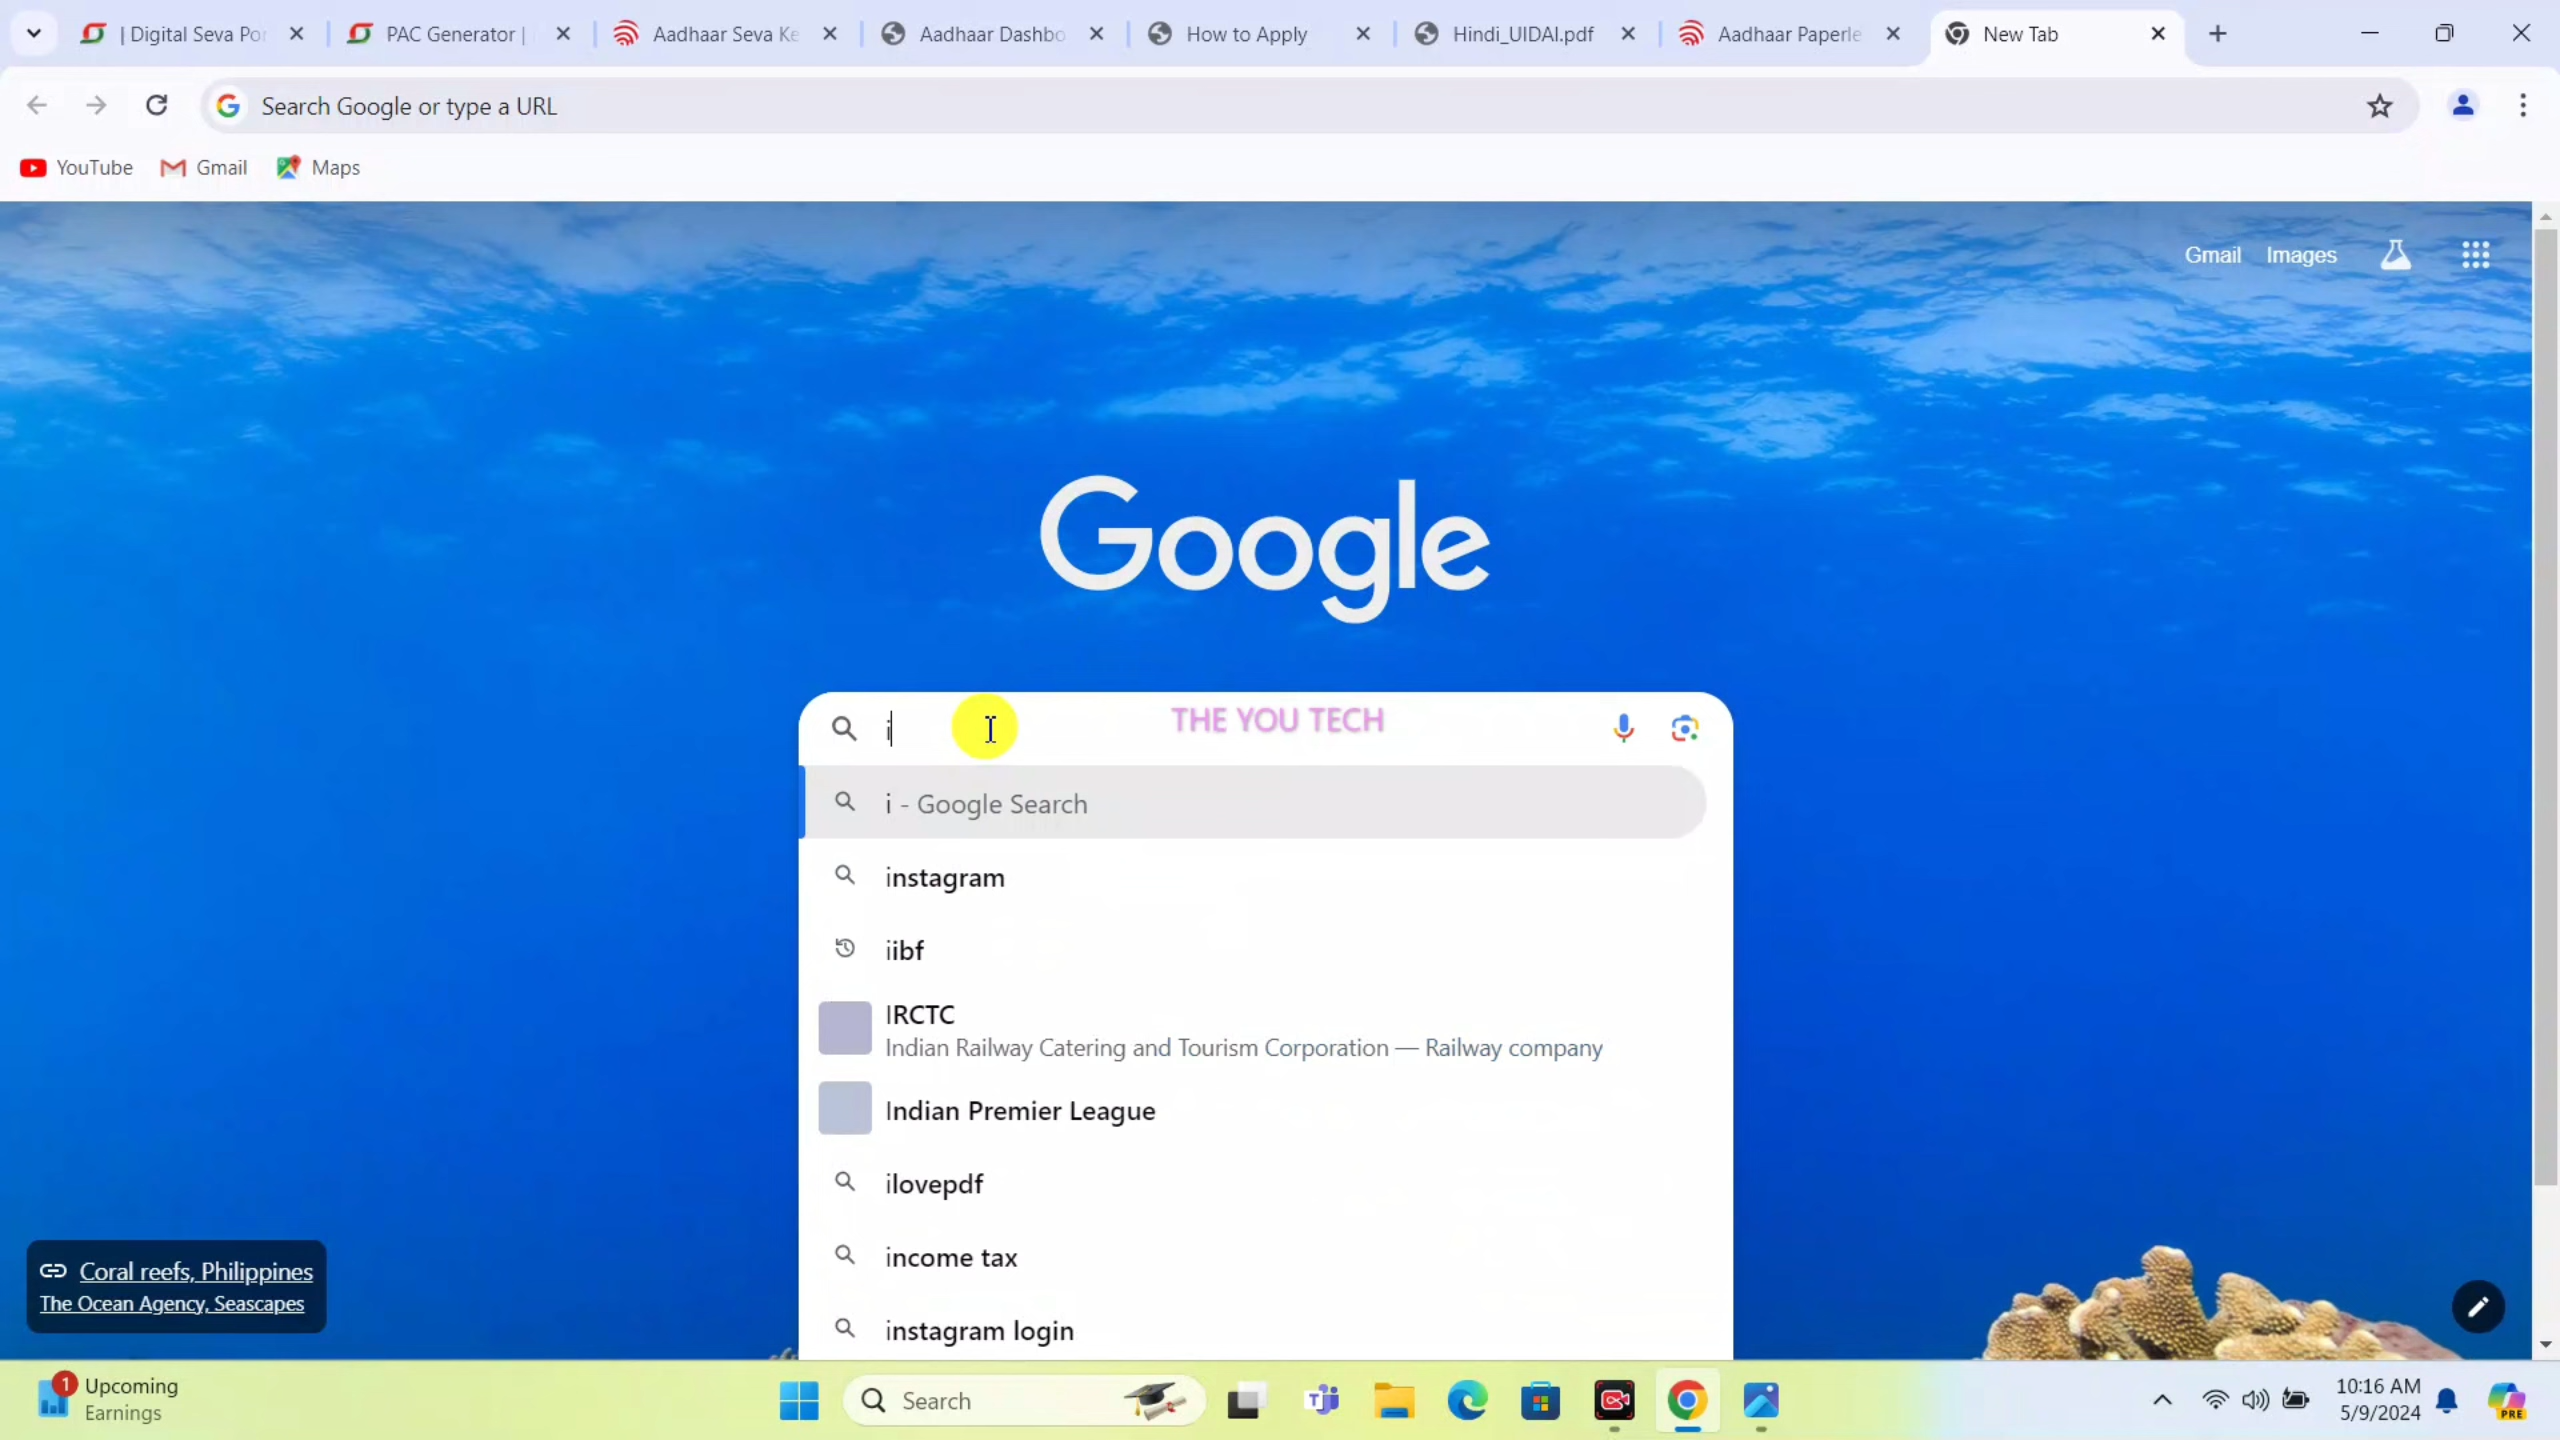 | Digital Seva Por
PAC Generator |
Aadhaar Seva Ke
Aadhaar Dashbo
How to Apply
Hindi_UIDAI.pdf
Aadhaar Paperle
New Tab
Search Google or type a URL
YouTube
Gmail
Maps
Gmail
Images
Google
i
THE YOU TECH
i - Google Search
instagram
iibf
IRCTC
Indian Railway Catering and Tourism Corporation — Railway company
Indian Premier League
ilovepdf
income tax
instagram login
Coral reefs, Philippines
The Ocean Agency, Seascapes
1
Upcoming
Earnings
Search
10:16 AM
5/9/2024
PRE